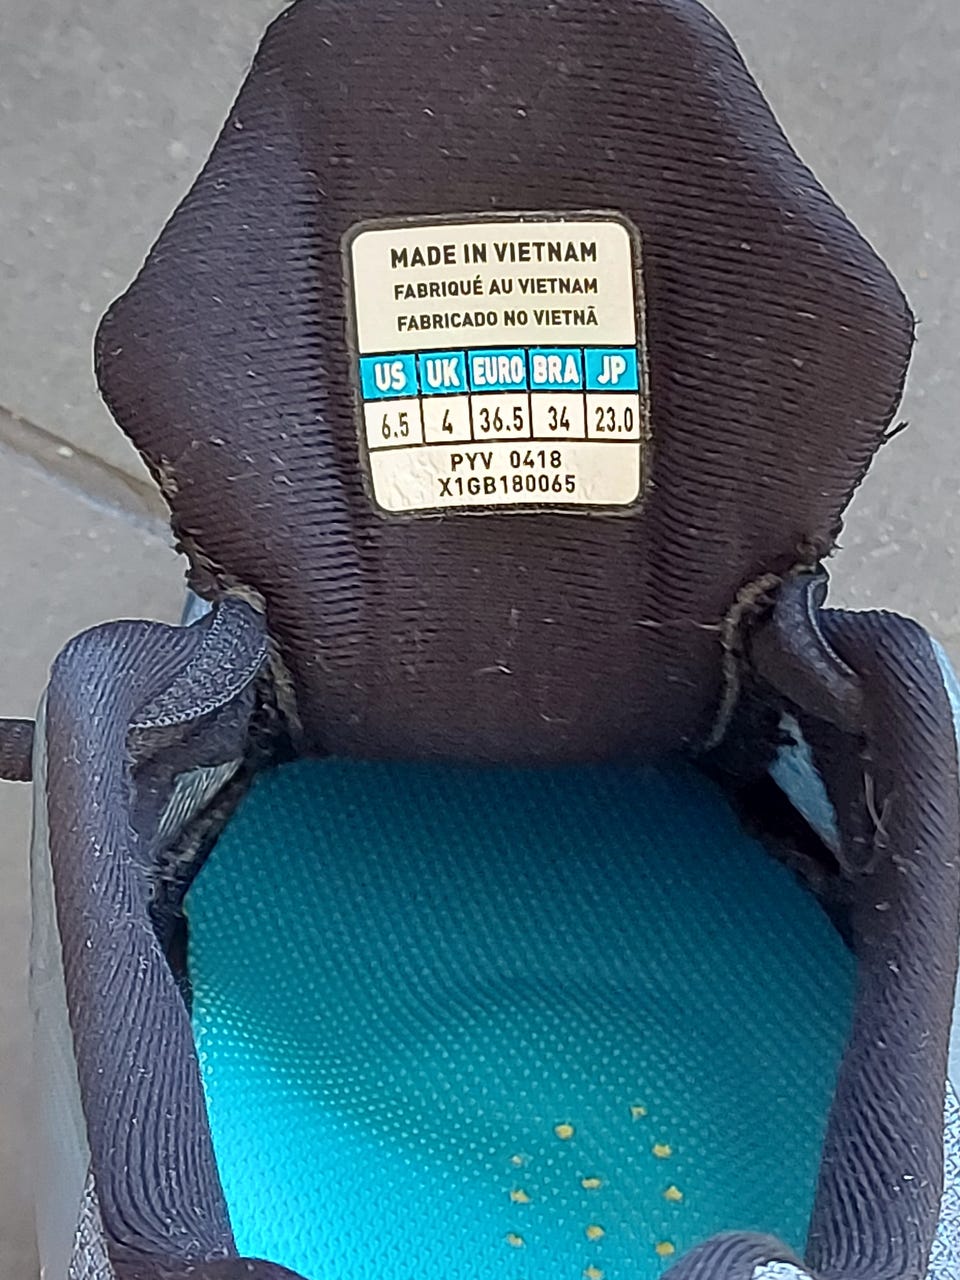 MADE IN VIETNAM
FABRIQUÉ AU VIETNAM
FABRICADO NO VIETNÃ
US UK EURO BRA JP
6.5 4 36.5 34 23.0
PYV 0418
X1GB180065